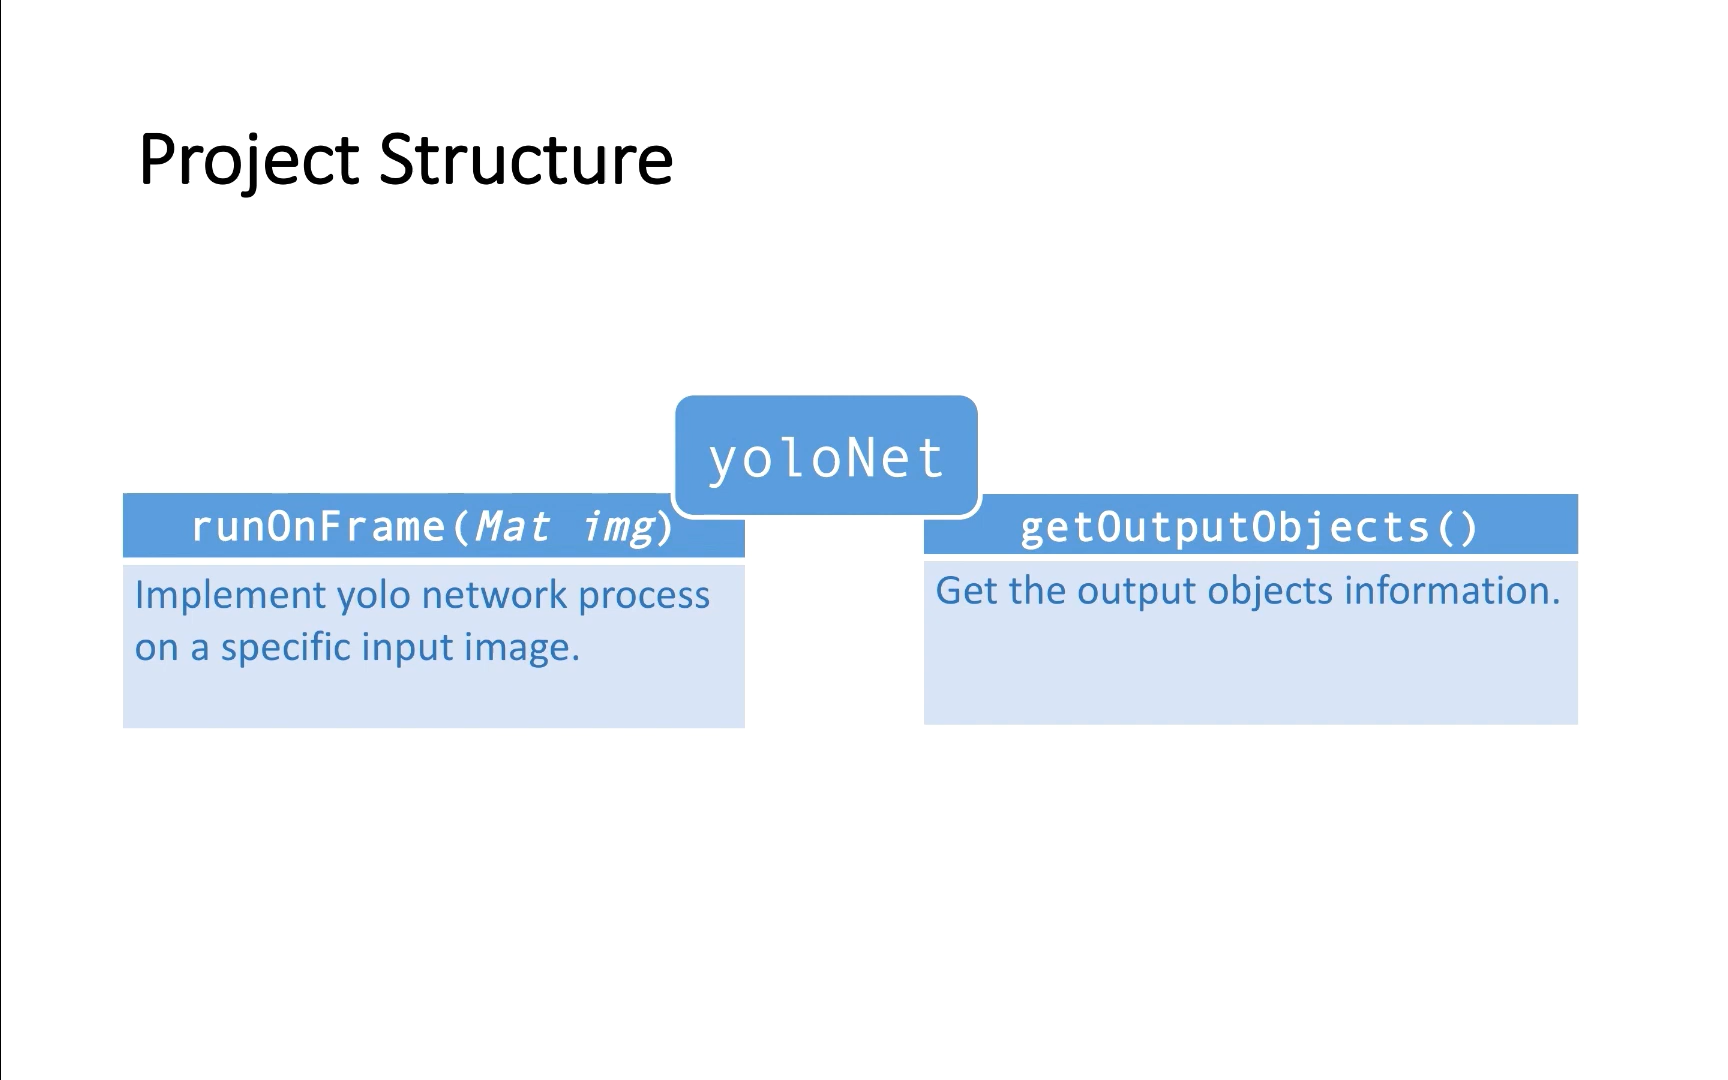 Project Structure
yoloNet
runOnFrame(Mat img)
Implement yolo network process
on a specific input image.
getOutputObjects()
Get the output objects information.